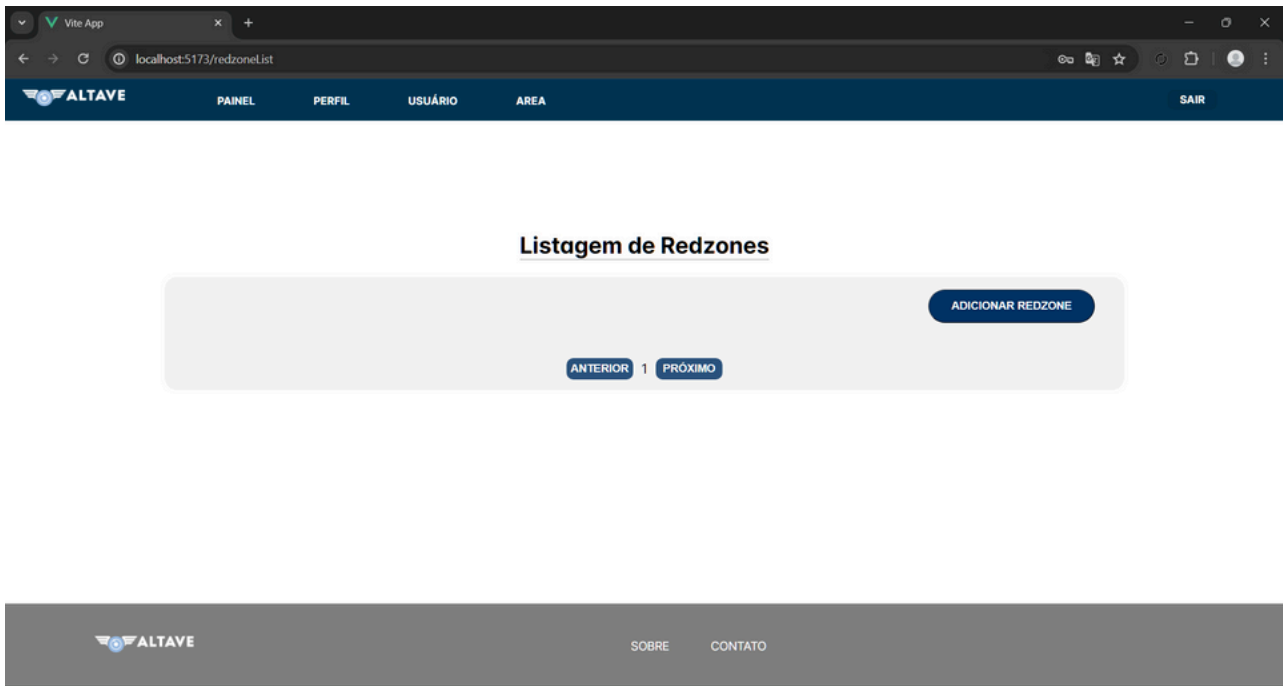 Vite App
localhost:5173/redzoneList
ALTAVE PAINEL PERFIL USUÁRIO AREA SAIR
Listagem de Redzones
ADICIONAR REDZONE
ANTERIOR 1 PRÓXIMO
ALTAVE SOBRE CONTATO